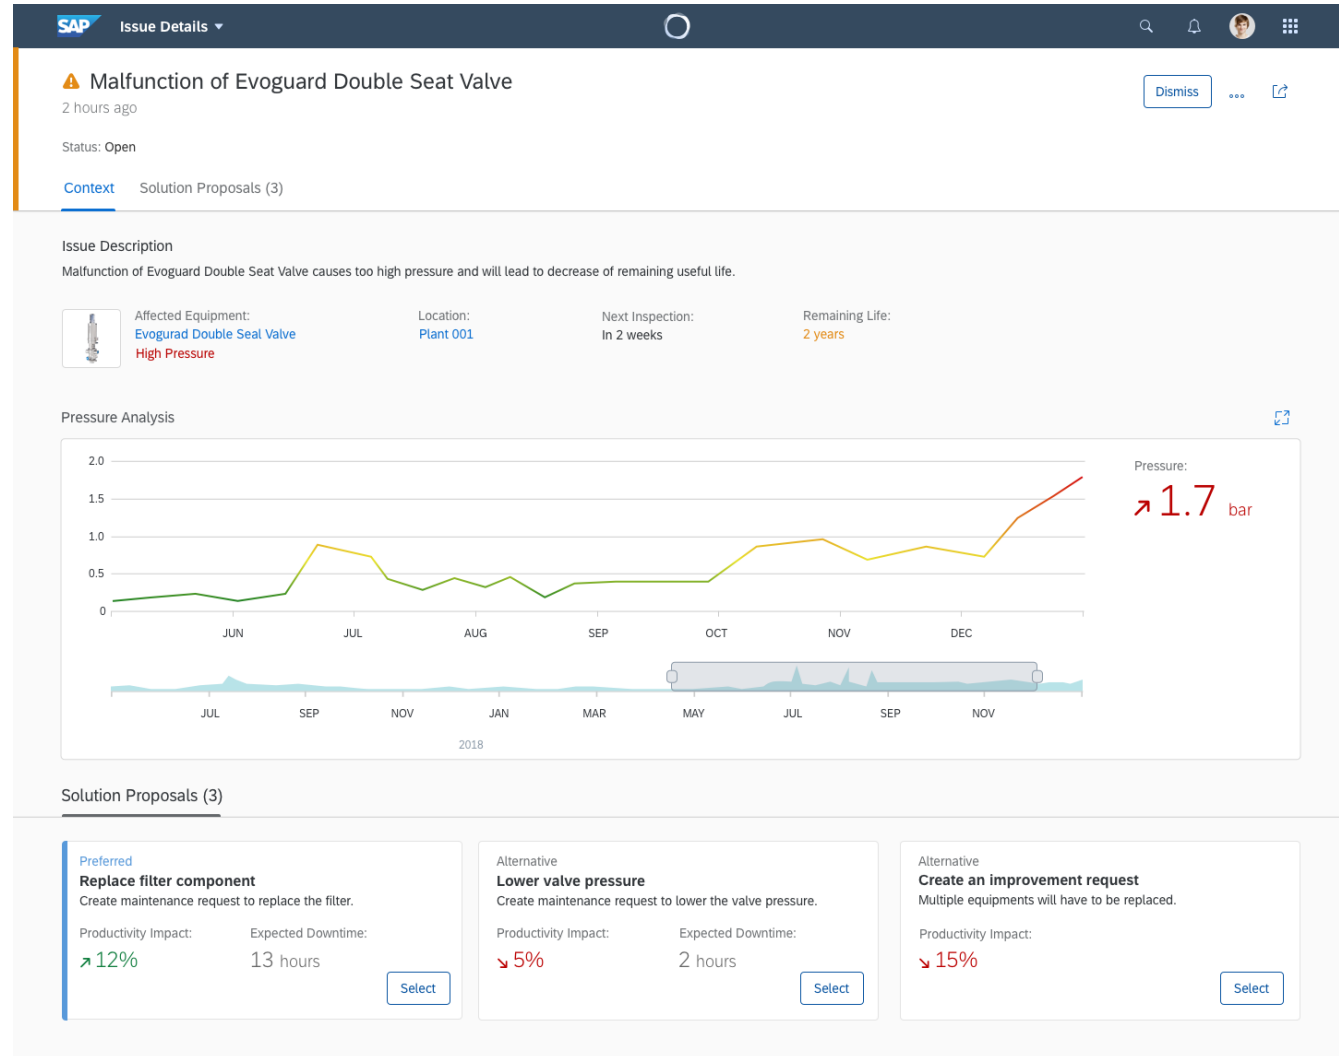 SAP Issue Details
Malfunction of Evoguard Double Seat Valve
2 hours ago
Dismiss
Status: Open
Context Solution Proposals (3)
Issue Description
Malfunction of Evoguard Double Seat Valve causes too high pressure and will lead to decrease of remaining useful life.
Affected Equipment: Location: Next Inspection: Remaining Life:
Evogurad Double Seal Valve Plant 001 In 2 weeks 2 years
High Pressure
Pressure Analysis
2.0
1.5
1.0
0.5
0
JUN JUL AUG SEP OCT NOV DEC
Pressure:
1.7 bar
JUL SEP NOV JAN MAR MAY JUL SEP NOV
2018
Solution Proposals (3)
Preferred
Replace filter component
Create maintenance request to replace the filter.
Productivity Impact: Expected Downtime:
12% 13 hours
Select
Alternative
Lower valve pressure
Create maintenance request to lower the valve pressure.
Productivity Impact: Expected Downtime:
5% 2 hours
Select
Alternative
Create an improvement request
Multiple equipments will have to be replaced.
Productivity Impact:
15%
Select